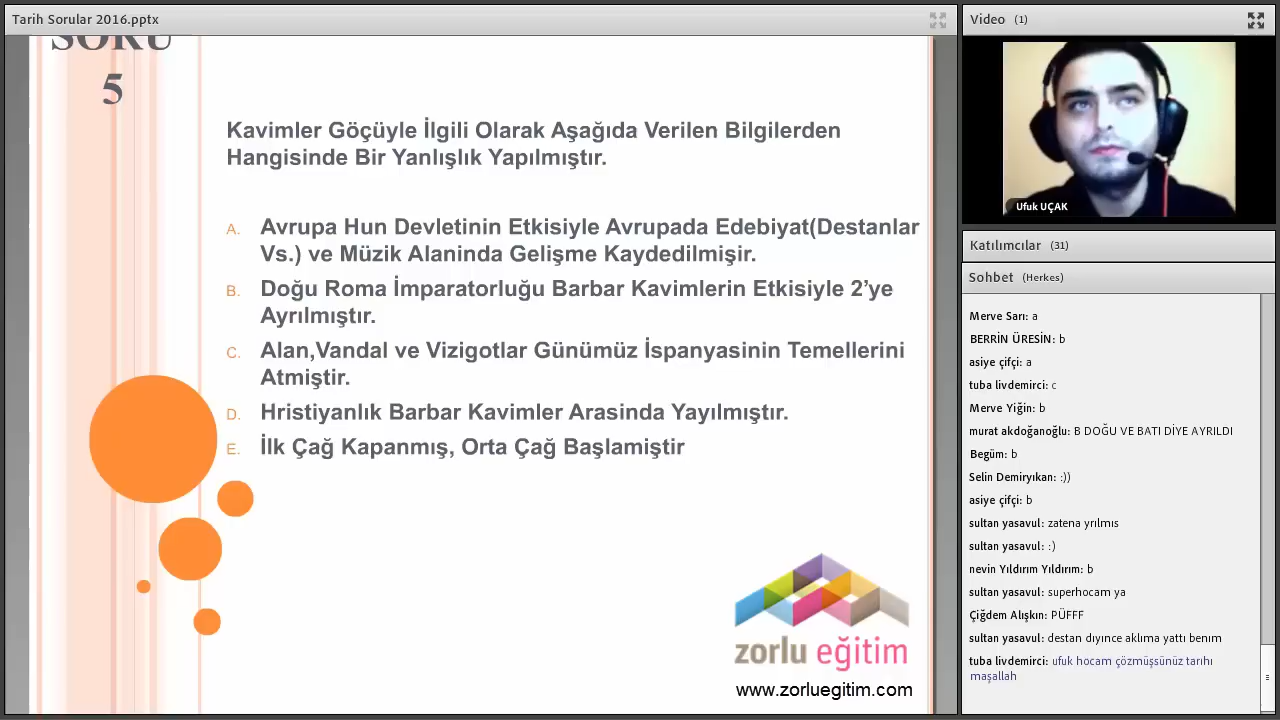 Tarih Sorular 2016.pptx
SORU
5
Kavimler Göçüyle İlgili Olarak Aşağıda Verilen Bilgilerden
Hangisinde Bir Yanlışlık Yapılmıştır.
A. Avrupa Hun Devletinin Etkisiyle Avrupada Edebiyat(Destanlar
Vs.) ve Müzik Alaninda Gelişme Kaydedilmişir.
B. Doğu Roma İmparatorluğu Barbar Kavimlerin Etkisiyle 2’ye
Ayrılmıştır.
C. Alan,Vandal ve Vizigotlar Günümüz İspanyasinin Temellerini
Atmiştir.
D. Hristiyanlık Barbar Kavimler Arasinda Yayılmıştır.
E. İlk Çağ Kapanmış, Orta Çağ Başlamiştir
zorlu eğitim
www.zorluegitim.com
Video (1)
Ufuk UÇAK
Katılımcılar (31)
Sohbet (Herkes)
Merve Sarı: a
BERRİN ÜRESİN: b
asiye çifçi: a
tuba livdemirci: c
Merve Yiğin: b
murat akdoğanoğlu: B DOĞU VE BATI DİYE AYRILDI
Begüm: b
Selin Demiryıkan: :))
asiye çifçi: b
sultan yasavul: zatena yrılmıs
sultan yasavul: :)
nevin Yıldırım Yıldırım: b
sultan yasavul: superhocam ya
Çiğdem Alışkın: PÜFFF
sultan yasavul: destan dıyınce aklıma yattı benım
tuba livdemirci: ufuk hocam çözmüşsünüz tarıhı
maşallah